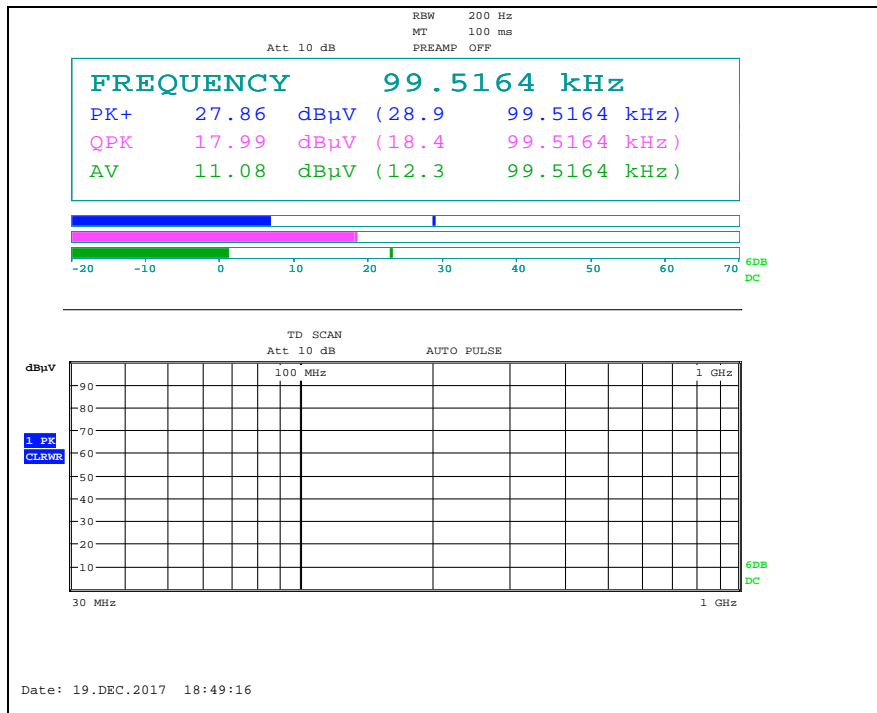 RBW 200 Hz
MT 100 ms
Att 10 dB PREAMP OFF
FREQUENCY 99.5164 kHz
PK+ 27.86 dBµV (28.9 99.5164 kHz)
QPK 17.99 dBµV (18.4 99.5164 kHz)
AV 11.08 dBµV (12.3 99.5164 kHz)
-20 -10 0 10 20 30 40 50 60 70
6DB
DC
TD SCAN
Att 10 dB AUTO PULSE
dBµV
100 MHz 1 GHz
90
80
70
1 PK
CLRWR
60
50
40
30
20
10
6DB
DC
30 MHz 1 GHz
Date: 19.DEC.2017 18:49:16